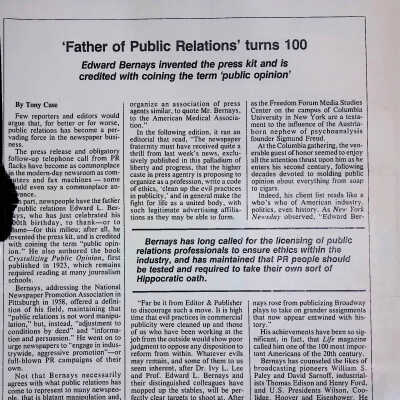 'Father of Public Relations' turns 100
Edward Bernays invented the press kit and is
credited with coining the term 'public opinion'
By Tony Case
Few reporters and editors would
argue that, for better or for worse,
public relations has become a per-
vading force in the newspaper busi-
ness.
The press release and obligatory
follow-up telephone call from PR
flacks have become as commonplace
in the modern-day newsroom as com-
puters and fax machines — some
would even say a commonplace an-
noyance.
newspaper have the father
public relations Edward L. Ber-
nays, who has just celebrated his
100th birthday, to thank — or to
blame — for this milieu; after all, he
invented the press kit, and is credited
with coining the term "public opin-
ion." He also authored the book
Crystallizing Public Opinion, first
published in 1923, which remains
required reading at many journalism
schools.
Bernays, addressing the National
Newspaper Promotion Association in
Pittsburgh in 1938, offered a defini-
tion of his field, maintaining that
"public relations is not word manipu-
lation," but, instead, "adjustment to
conditions by deed" and "informa-
tion and persuasion." He went on to
urge newspapers to "engage in indus-
trywide, aggressive promotion" — or
full-blown PR campaigns of their
own.
Not that Bernays necessarily
agrees with what public relations has
come to represent to many newspeo-
ple, that is blatant manipulation and,
organize an association of press
agents similar, to quote Mr. Bernays,
to the American Medical Associa-
tion."
In the following edition, it ran an
editorial that read, "The newspaper
fraternity must have received quite a
thrill from last week's news, exclu-
sively published in this palladium of
liberty and progress, that the higher
caste in press agentry is proposing to
organize as a profession, write a code
of ethics, 'clean up the evil practices
in publicity,' and in general make the
fight for life as a united body, with
such legitimate advertising affilia-
tions as they may be able to form.
as the Freedom Forum Media Studies
Center on the campus of Columbia
University in New York are a testa-
ment to the influence of the Austria-
born nephew of psychoanalysis
founder Sigmund Freud.
At the Columbia gathering, the ven-
erable guest of honor seemed to enjoy
all the attention thrust upon him as he
enters his second century, following
decades devoted to molding public
opinion about everything from soap
to cigars.
Indeed, his client list reads like a
who's who of American industry,
politics, even history. As New York
Newsday observed, "Edward Ber-
Bernays has long called for the licensing of public
relations professionals to ensure ethics within the
industry, and has maintained that PR people should
be tested and required to take their own sort of
Hippocratic oath.
"Far be it from Editor & Publisher
to discourage such a move. It is high
time that evil practices in commercial
publicity were cleaned up and those
of us who have been working at the
job from the outside would show poor
judgment to oppose any disposition to
reform from within. Whatever evils
may remain, and some of them to us
seem inherent, after Dr. Ivy L. Lee
and Prof. Edward L. Bernays and
their distinguished colleagues have
mopped up the stables, will be per-
fectly clear targets to shoot at. After
nays rose from publicizing Broadway
plays to take on grander assignments
that now appear entwined with his-
tory."
His achievements have been so sig-
nificant, in fact, that Life magazine
called him one of the 100 most impor-
tant Americans of the 20th century.
Bernays counseled the likes of
broadcasting pioneers William S.
Paley and David Sarnoff, industrial-
ists Thomas Edison and Henry Ford,
and U.S. Presidents Wilson, Coo-
lidge, Hoover and Eisenhower. He